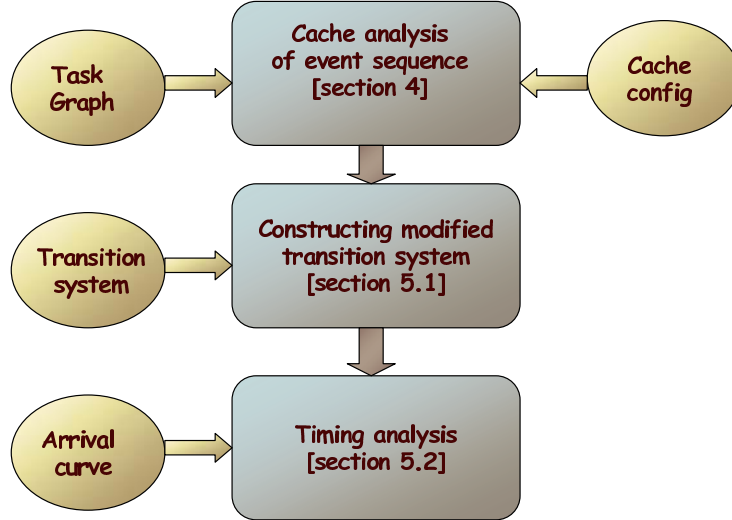 Cache analysis
of event sequence
[section 4]
Task
Graph
Cache
config
Constructing modified
transition system
[section 5.1]
Transition
system
Timing analysis
[section 5.2]
Arrival
curve